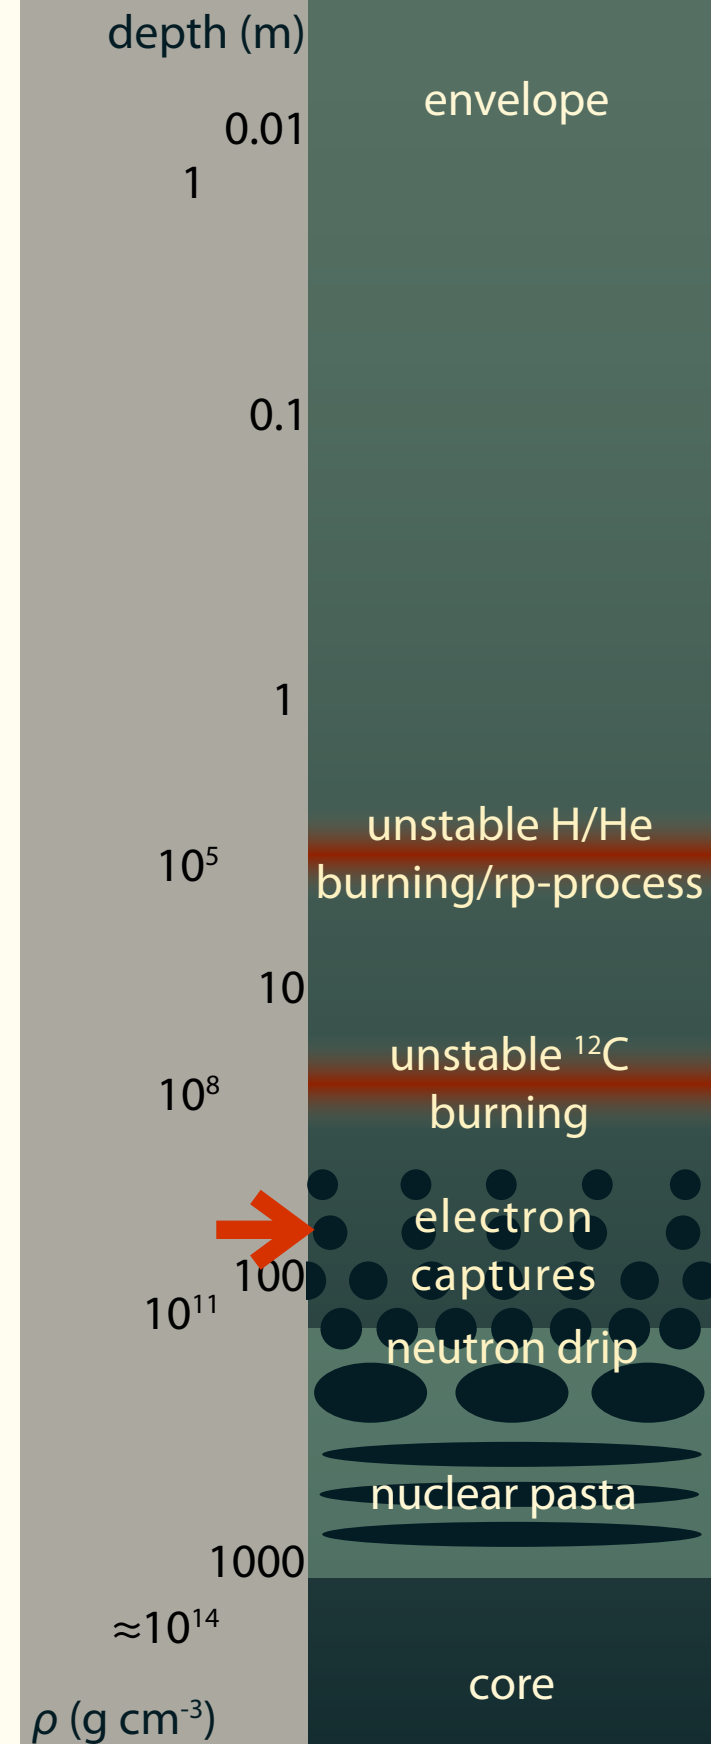 depth (m)
envelope
0.01
1
0.1
1
unstable H/He
10⁵
burning/rp-process
10
unstable ¹²C
10⁸
burning
electron
100
captures
10¹¹
neutron drip
nuclear pasta
1000
≈10¹⁴
core
ρ (g cm⁻³)